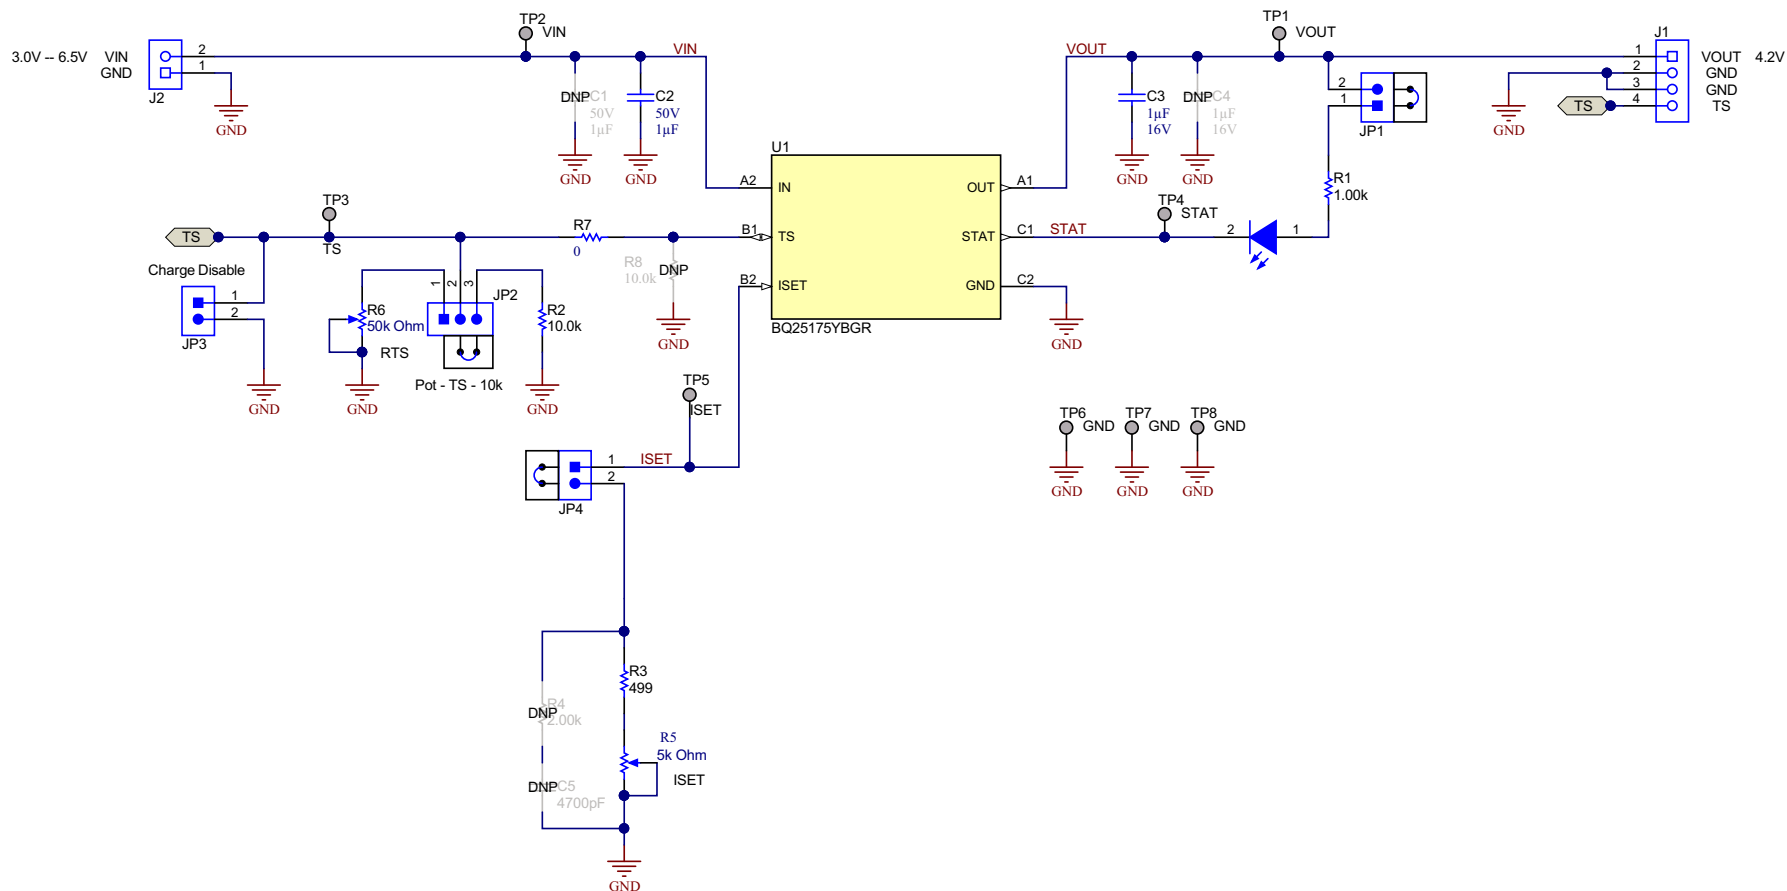 TP2
VIN
TP1
VOUT
J1
3.0V -- 6.5V
VIN
GND
2
1
J2
GND
VIN
DNP
C1
50V
1µF
GND
C2
50V
1µF
GND
VOUT
C3
1µF
16V
GND
DNP
C4
1µF
16V
GND
2
1
JP1
GND
TS
1
2
3
4
VOUT 4.2V
GND
GND
TS
U1
A2
IN
B1
TS
B2
ISET
OUT
A1
STAT
C1
GND
C2
BQ25175YBGR
GND
STAT
TP4
STAT
2
1
R1
1.00k
TS
TP3
TS
R7
0
R8
10.0k
DNP
GND
Charge Disable
1
2
JP3
GND
R6
50k Ohm
RTS
GND
1
2
3
JP2
Pot - TS - 10k
R2
10.0k
GND
TP5
ISET
ISET
1
2
JP4
TP6
GND
GND
TP7
GND
GND
TP8
GND
GND
R3
499
R4
DNP
2.00k
R5
5k Ohm
ISET
DNP
C5
4700pF
GND